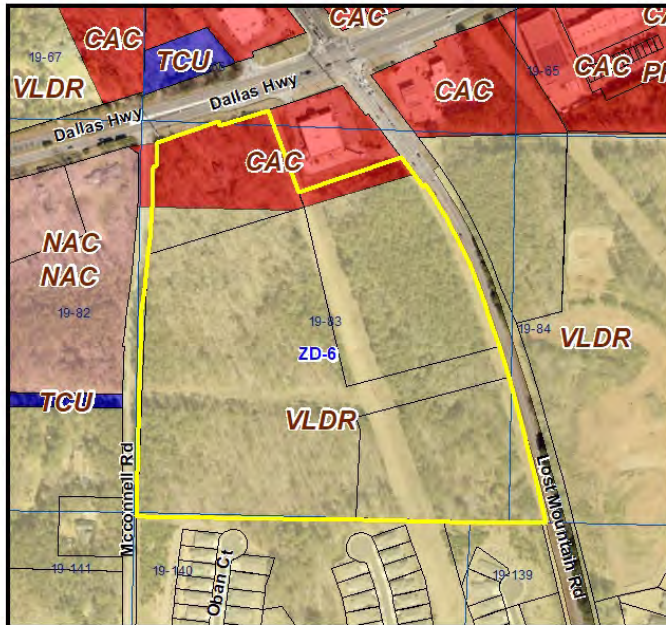 CAC
CA
19-67
CAC
TCU
19-65
CAC
VLDR
CAC
Dallas Hwy
Dallas Hwy
CAC
NAC
NAC
19-82
19-83
19-84
ZD-6
VLDR
TCU
VLDR
Mcconnell Rd
Lost Mountain Rd
19-141
19-140
Oban Ct
19-139